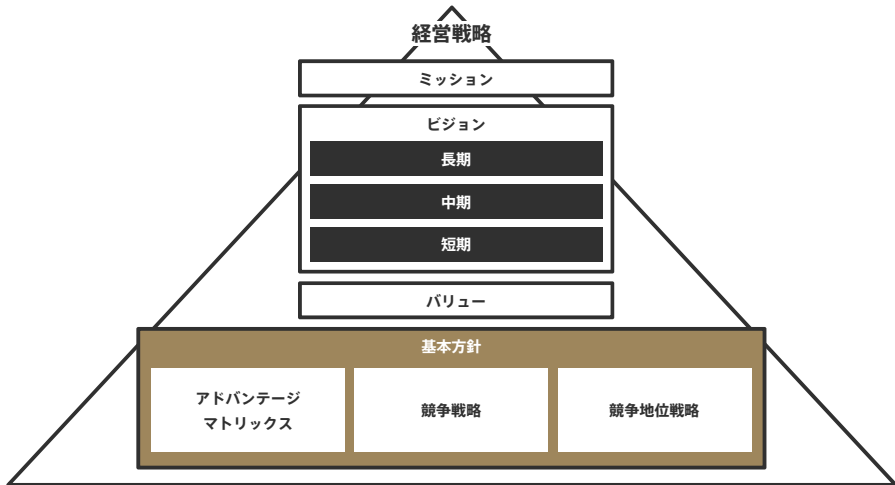 経営戦略
ミッション
ビジョン
長期
中期
短期
バリュー
基本方針
アドバンテージ
マトリックス
競争戦略
競争地位戦略